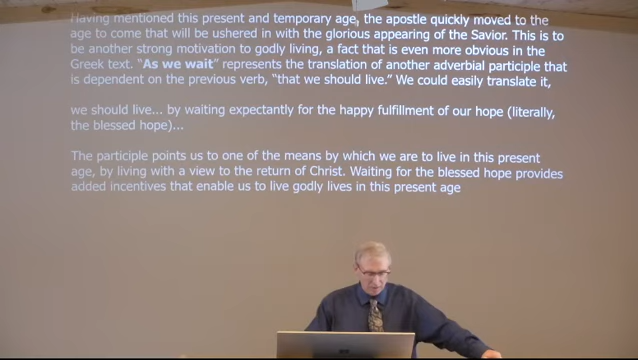 Having mentioned this present and temporary age, the apostle quickly moved to the
age to come that will be ushered in with the glorious appearing of the Savior. This is to
be another strong motivation to godly living, a fact that is even more obvious in the
Greek text. “As we wait” represents the translation of another adverbial participle that
is dependent on the previous verb, “that we should live.” We could easily translate it,
we should live... by waiting expectantly for the happy fulfillment of our hope (literally,
the blessed hope)...
The participle points us to one of the means by which we are to live in this present
age, by living with a view to the return of Christ. Waiting for the blessed hope provides
added incentives that enable us to live godly lives in this present age